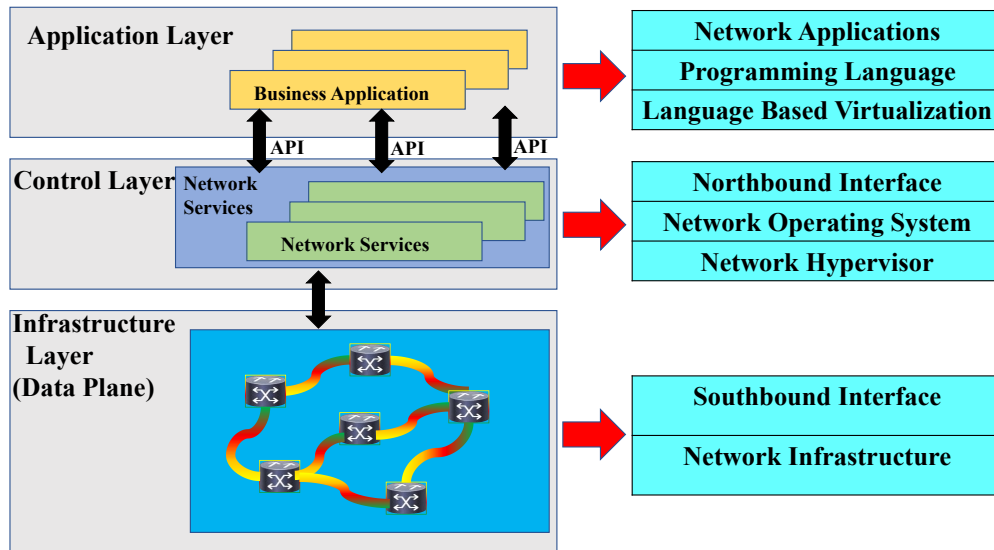 Application Layer
Business Application
API
API
API
Control Layer
Network
Services
Network Services
Infrastructure
Layer
(Data Plane)
Network Applications
Programming Language
Language Based Virtualization
Northbound Interface
Network Operating System
Network Hypervisor
Southbound Interface
Network Infrastructure